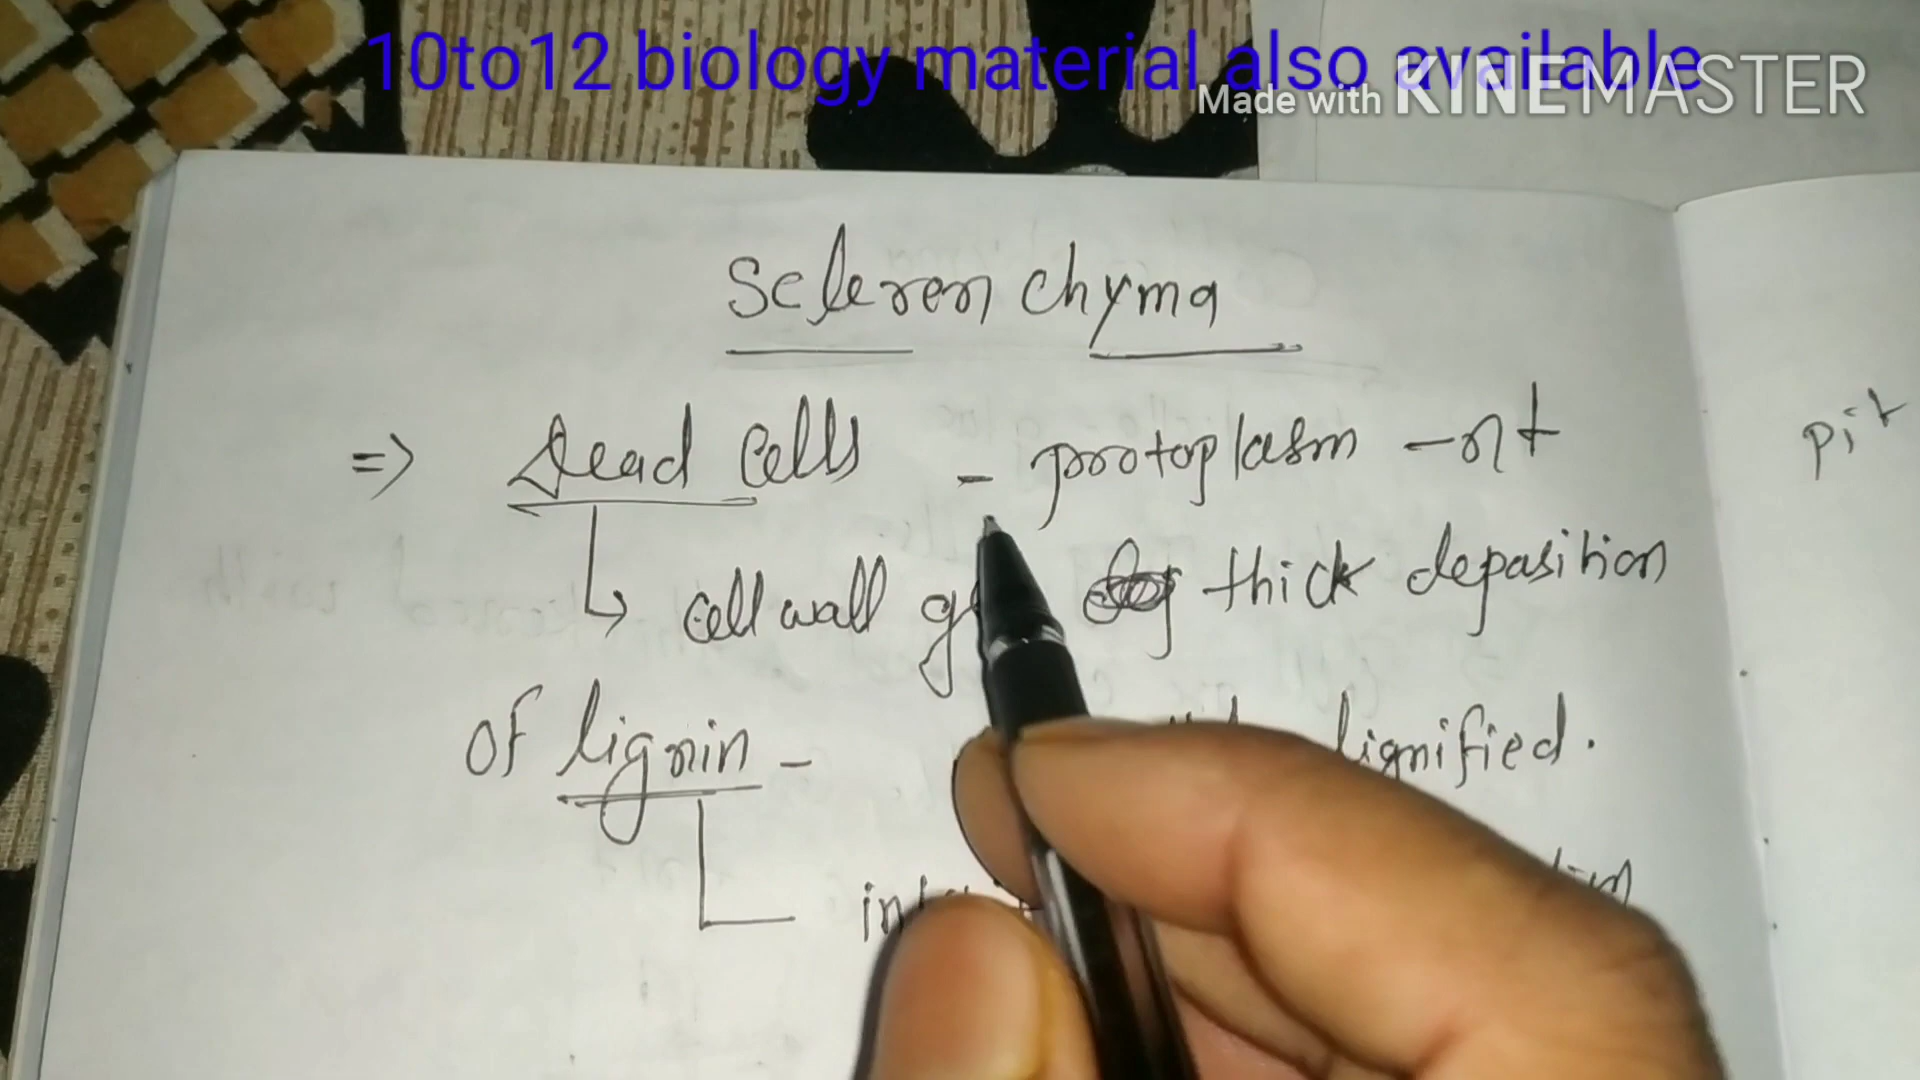 10to12 biology material also available
Made with KINEMASTER
Scleren chyma
=> Dead cells - protoplasm - nt
pit
↳ cell wall thick deposition
of lignin - lignified.